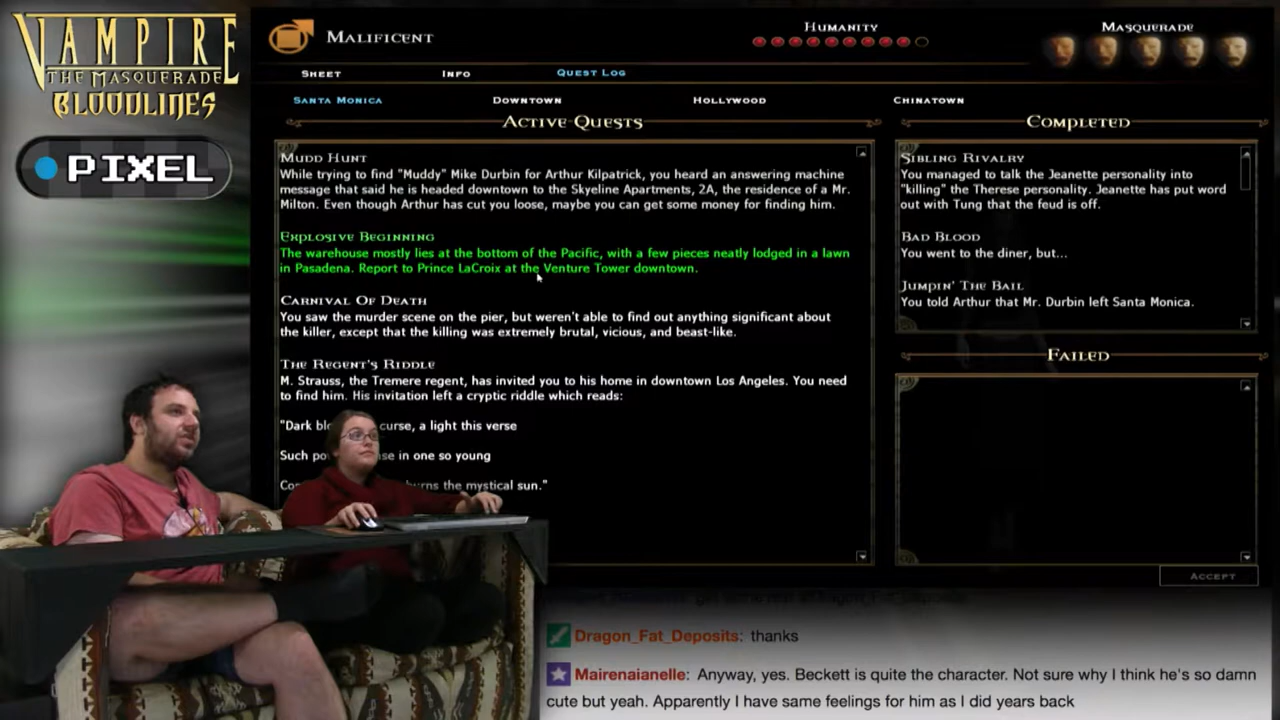 VAMPIRE
THE MASQUERADE
BLOODLINES
PIXEL
MALIFICENT
HUMANITY
MASQUERADE
SHEET
INFO
QUEST LOG
SANTA MONICA
DOWNTOWN
HOLLYWOOD
CHINATOWN
ACTIVE QUESTS
MUDD HUNT
While trying to find "Muddy" Mike Durbin for Arthur Kilpatrick, you heard an answering machine
message that said he is headed downtown to the Skyeline Apartments, 2A, the residence of a Mr.
Milton. Even though Arthur has cut you loose, maybe you can get some money for finding him.
EXPLOSIVE BEGINNING
The warehouse mostly lies at the bottom of the Pacific, with a few pieces neatly lodged in a lawn
in Pasadena. Report to Prince LaCroix at the Venture Tower downtown.
CARNIVAL OF DEATH
You saw the murder scene on the pier, but weren't able to find out anything significant about
the killer, except that the killing was extremely brutal, vicious, and beast-like.
THE REGENT'S RIDDLE
M. Strauss, the Tremere regent, has invited you to his home in downtown Los Angeles. You need
to find him. His invitation left a cryptic riddle which reads:
"Dark curse, a light this verse
Such in one so young
the mystical sun."
COMPLETED
SIBLING RIVALRY
You managed to talk the Jeanette personality into
"killing" the Therese personality. Jeanette has put word
out with Tung that the feud is off.
BAD BLOOD
You went to the diner, but...
JUMPIN' THE BAIL
You told Arthur that Mr. Durbin left Santa Monica.
FAILED
ACCEPT
Dragon_Fat_Deposits: thanks
Mairenaianelle: Anyway, yes. Beckett is quite the character. Not sure why I think he's so damn
cute but yeah. Apparently I have same feelings for him as I did years back